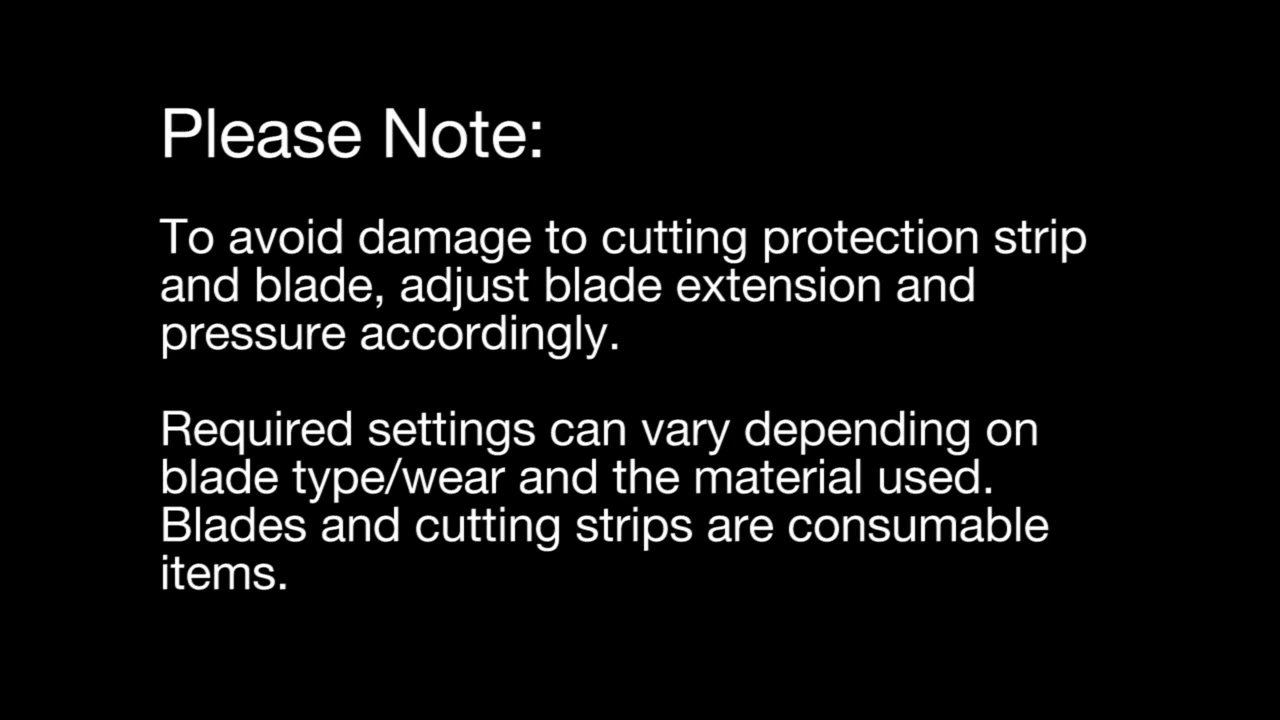 Please Note:
To avoid damage to cutting protection strip
and blade, adjust blade extension and
pressure accordingly.
Required settings can vary depending on
blade type/wear and the material used.
Blades and cutting strips are consumable
items.